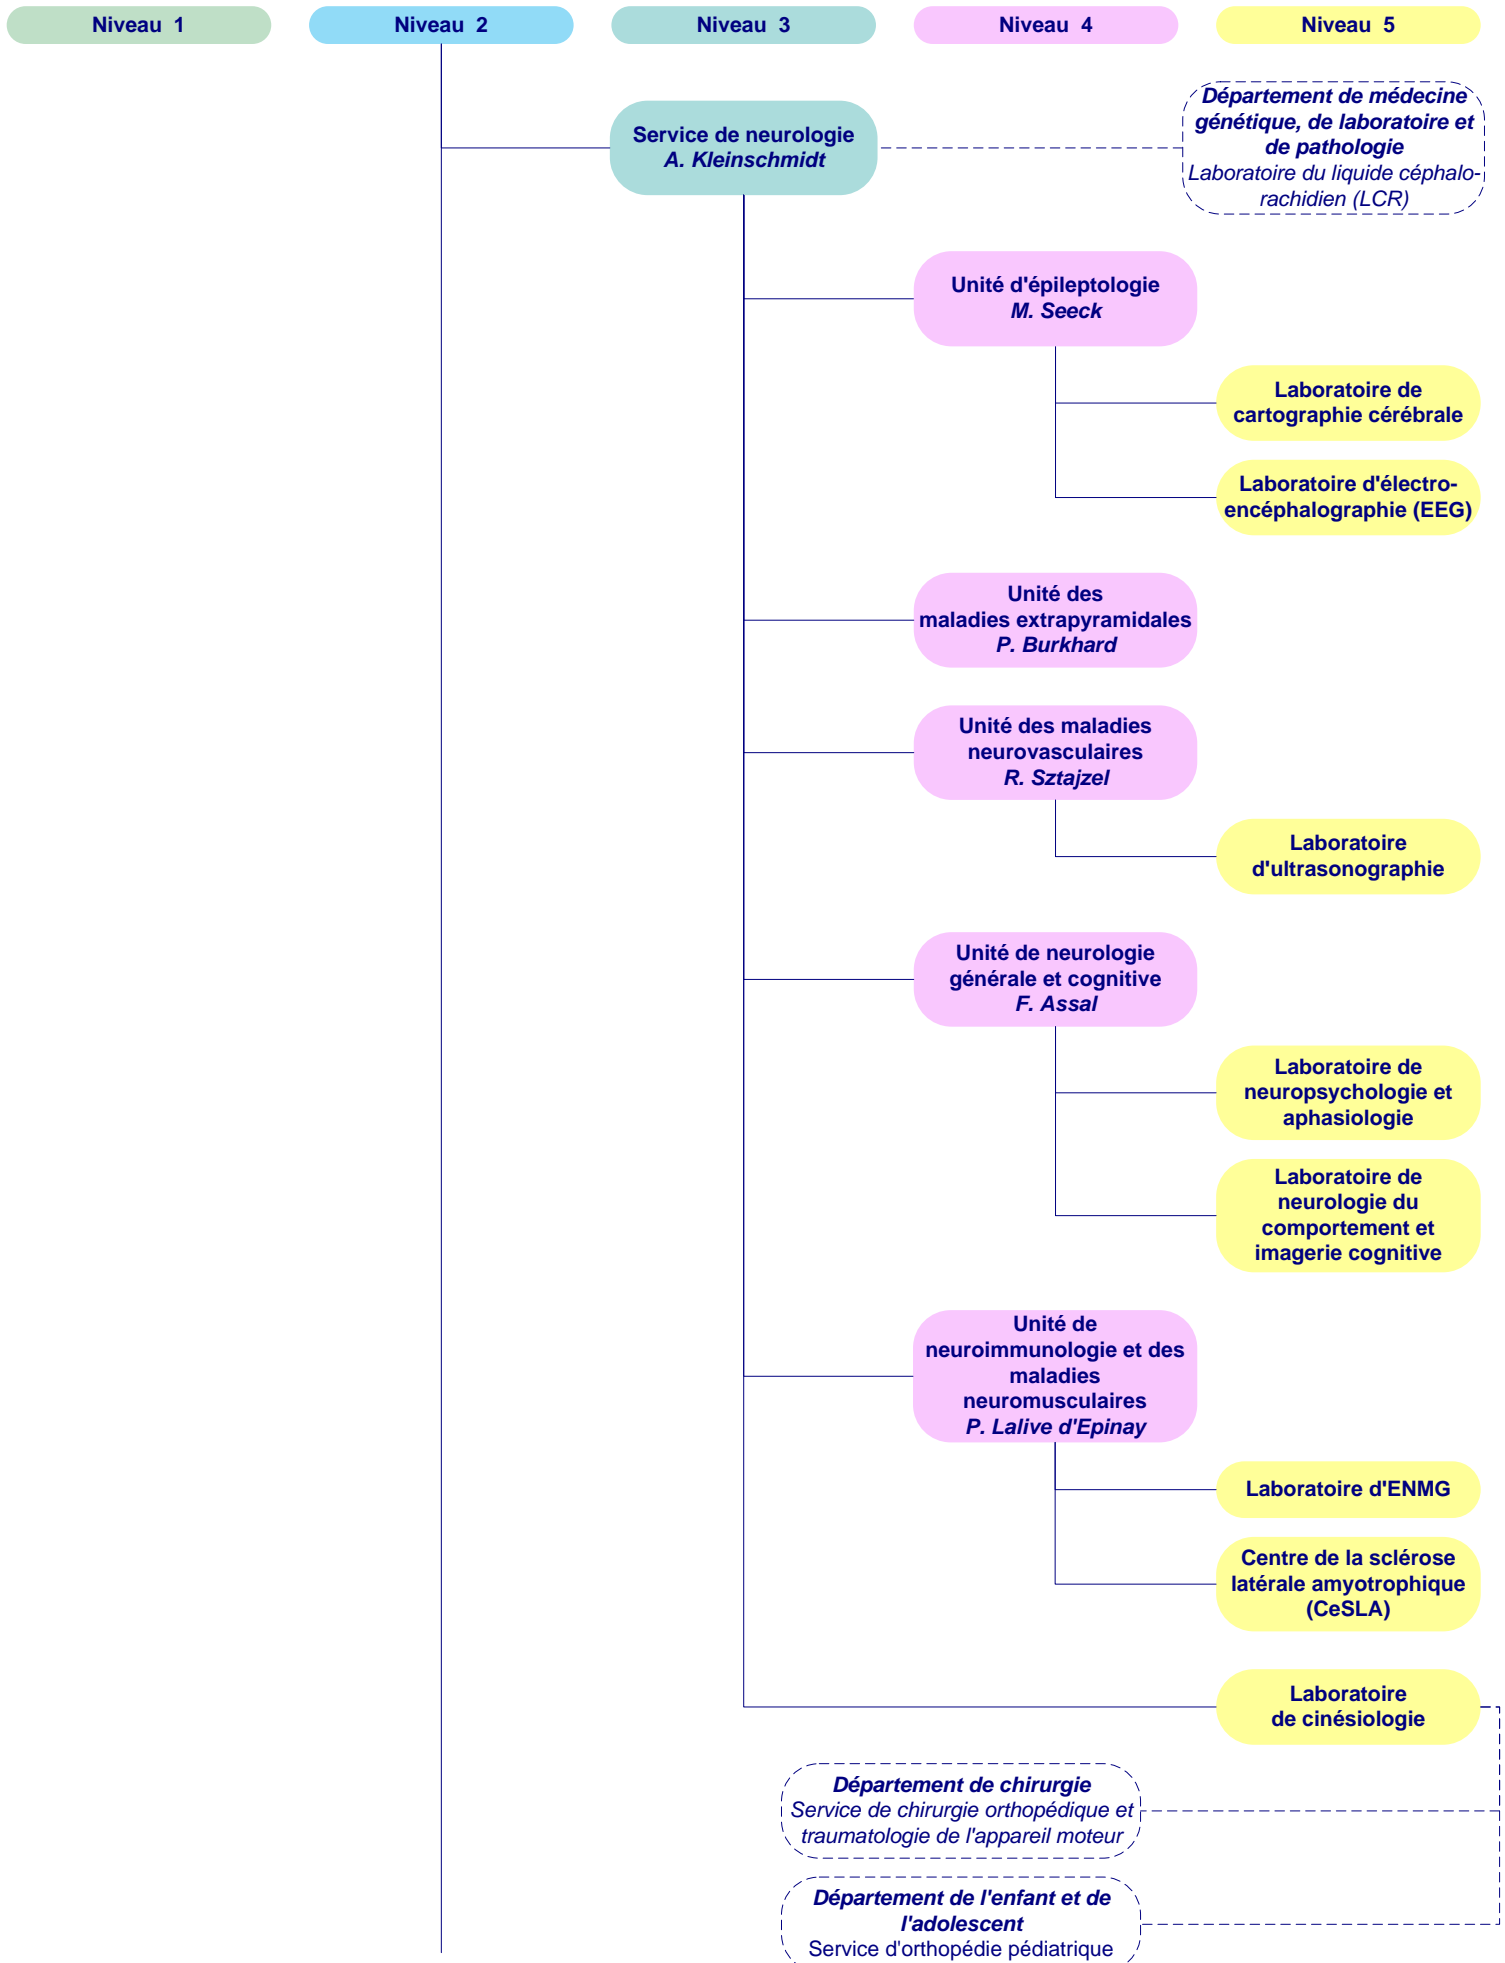 Niveau 1
Niveau 2
Niveau 3
Niveau 4
Niveau 5
Service de neurologie
A. Kleinschmidt
Département de médecine
génétique, de laboratoire et
de pathologie
Laboratoire du liquide céphalo-
rachidien (LCR)
Unité d'épileptologie
M. Seeck
Laboratoire de
cartographie cérébrale
Laboratoire d'électro-
encéphalographie (EEG)
Unité des
maladies extrapyramidales
P. Burkhard
Unité des maladies
neurovasculaires
R. Sztajzel
Laboratoire
d'ultrasonographie
Unité de neurologie
générale et cognitive
F. Assal
Laboratoire de
neuropsychologie et
aphasiologie
Laboratoire de
neurologie du
comportement et
imagerie cognitive
Unité de
neuroimmunologie et des
maladies
neuromusculaires
P. Lalive d'Epinay
Laboratoire d'ENMG
Centre de la sclérose
latérale amyotrophique
(CeSLA)
Laboratoire
de cinésiologie
Département de chirurgie
Service de chirurgie orthopédique et
traumatologie de l'appareil moteur
Département de l'enfant et de
l'adolescent
Service d'orthopédie pédiatrique